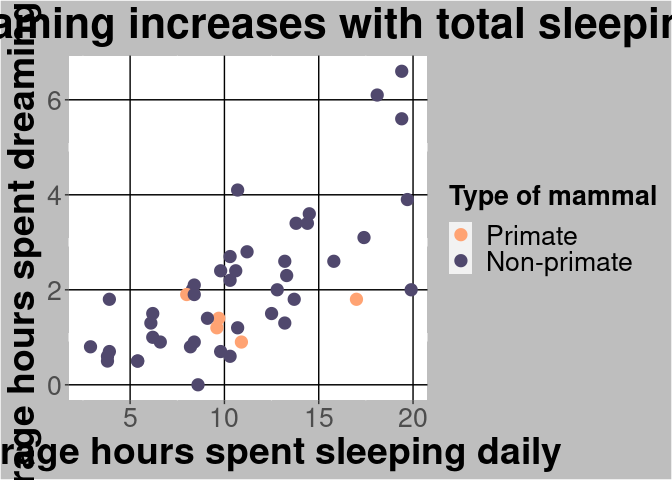 aming increases with total sleepin
rage hours spent dreaming
6
4
2
0
5 10 15 20
rage hours spent sleeping daily
Type of mammal
Primate
Non-primate